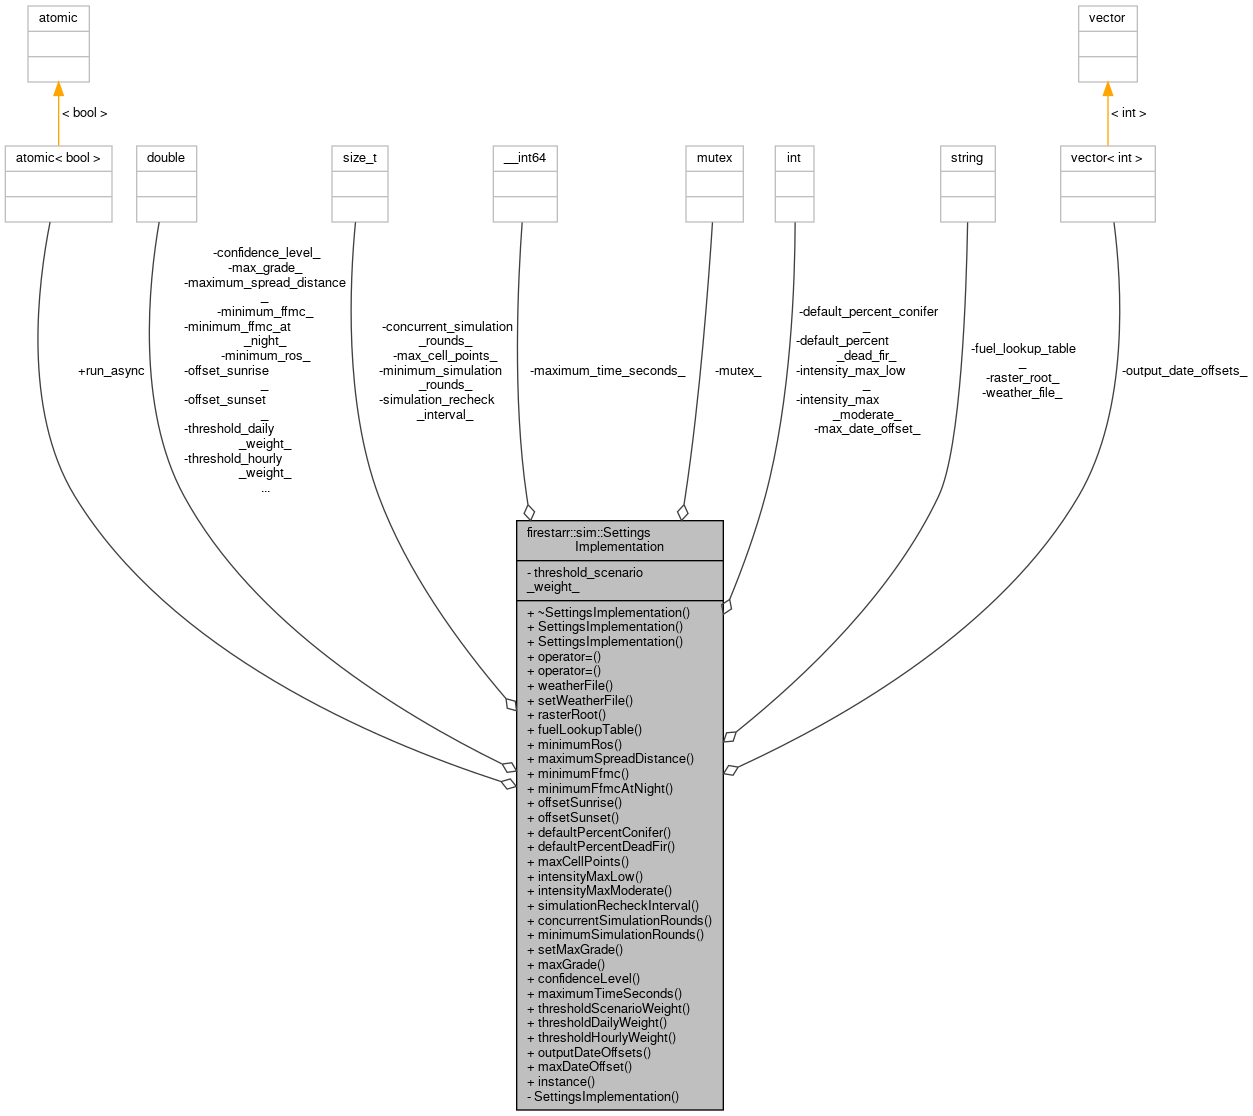 atomic
vector
< bool >
< int >
atomic< bool >
double
size_t
__int64
mutex
int
string
vector< int >
+run_async
-confidence_level_
-max_grade_
-maximum_spread_distance
_
-minimum_ffmc_
-minimum_ffmc_at
_night_
-minimum_ros_
-offset_sunrise
_
-offset_sunset
_
-threshold_daily
_weight_
-threshold_hourly
_weight_
...
-concurrent_simulation
_rounds_
-max_cell_points_
-minimum_simulation
_rounds_
-simulation_recheck
_interval_
-maximum_time_seconds_
-mutex_
-default_percent_conifer
_
-default_percent
_dead_fir_
-intensity_max_low
_
-intensity_max
_moderate_
-max_date_offset_
-fuel_lookup_table
_
-raster_root_
-weather_file_
-output_date_offsets_
firestarr::sim::Settings
Implementation
- threshold_scenario
_weight_
+ ~SettingsImplementation()
+ SettingsImplementation()
+ SettingsImplementation()
+ operator=()
+ operator=()
+ weatherFile()
+ setWeatherFile()
+ rasterRoot()
+ fuelLookupTable()
+ minimumRos()
+ maximumSpreadDistance()
+ minimumFfmc()
+ minimumFfmcAtNight()
+ offsetSunrise()
+ offsetSunset()
+ defaultPercentConifer()
+ defaultPercentDeadFir()
+ maxCellPoints()
+ intensityMaxLow()
+ intensityMaxModerate()
+ simulationRecheckInterval()
+ concurrentSimulationRounds()
+ minimumSimulationRounds()
+ setMaxGrade()
+ maxGrade()
+ confidenceLevel()
+ maximumTimeSeconds()
+ thresholdScenarioWeight()
+ thresholdDailyWeight()
+ thresholdHourlyWeight()
+ outputDateOffsets()
+ maxDateOffset()
+ instance()
- SettingsImplementation()